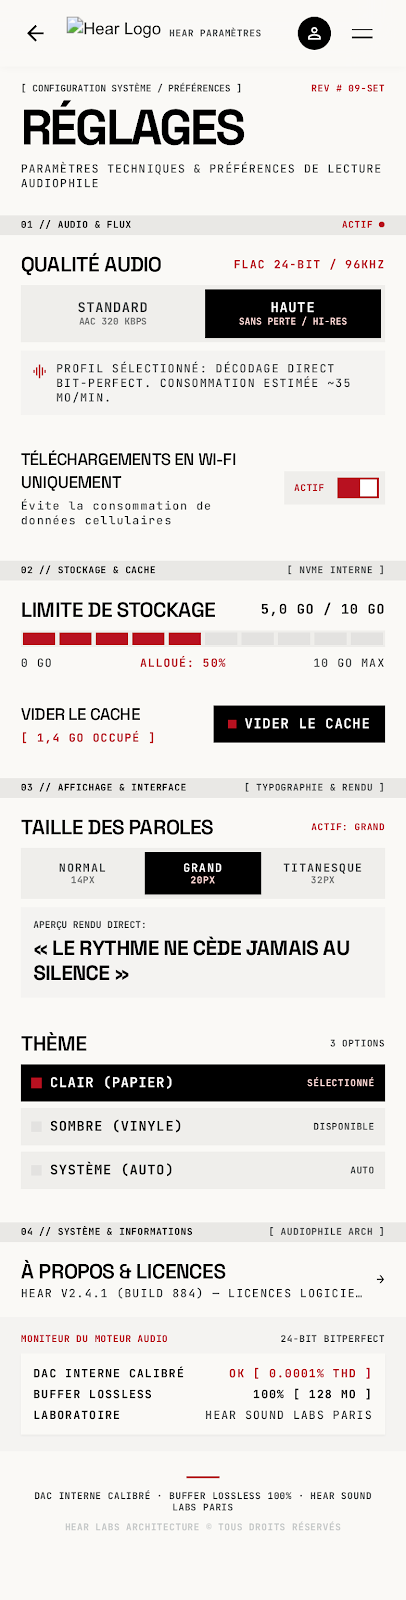 Hear Logo HEAR PARAMÈTRES
[ CONFIGURATION SYSTÈME / PRÉFÉRENCES ] REV # 09-SET
RÉGLAGES
PARAMÈTRES TECHNIQUES & PRÉFÉRENCES DE LECTURE
AUDIOPHILE
01 // AUDIO & FLUX ACTIF
QUALITÉ AUDIO FLAC 24-BIT / 96KHZ
STANDARD
AAC 320 KBPS
HAUTE
SANS PERTE / HI-RES
PROFIL SÉLECTIONNÉ: DÉCODAGE DIRECT
BIT-PERFECT. CONSOMMATION ESTIMÉE ~35
MO/MIN.
TÉLÉCHARGEMENTS EN WI-FI
UNIQUEMENT
Évite la consommation de
données cellulaires
ACTIF
02 // STOCKAGE & CACHE [ NVME INTERNE ]
LIMITE DE STOCKAGE 5,0 GO / 10 GO
0 GO ALLOUÉ: 50% 10 GO MAX
VIDER LE CACHE
[ 1,4 GO OCCUPÉ ]
VIDER LE CACHE
03 // AFFICHAGE & INTERFACE [ TYPOGRAPHIE & RENDU ]
TAILLE DES PAROLES ACTIF: GRAND
NORMAL
14PX
GRAND
20PX
TITANESQUE
32PX
APERÇU RENDU DIRECT:
« LE RYTHME NE CÈDE JAMAIS AU
SILENCE »
THÈME 3 OPTIONS
CLAIR (PAPIER) SÉLECTIONNÉ
SOMBRE (VINYLE) DISPONIBLE
SYSTÈME (AUTO) AUTO
04 // SYSTÈME & INFORMATIONS [ AUDIOPHILE ARCH ]
À PROPOS & LICENCES
HEAR V2.4.1 (BUILD 884) — LICENCES LOGICIE…
MONITEUR DU MOTEUR AUDIO 24-BIT BITPERFECT
DAC INTERNE CALIBRÉ OK [ 0.0001% THD ]
BUFFER LOSSLESS 100% [ 128 MO ]
LABORATOIRE HEAR SOUND LABS PARIS
DAC INTERNE CALIBRÉ · BUFFER LOSSLESS 100% · HEAR SOUND
LABS PARIS
HEAR LABS ARCHITECTURE © TOUS DROITS RÉSERVÉS